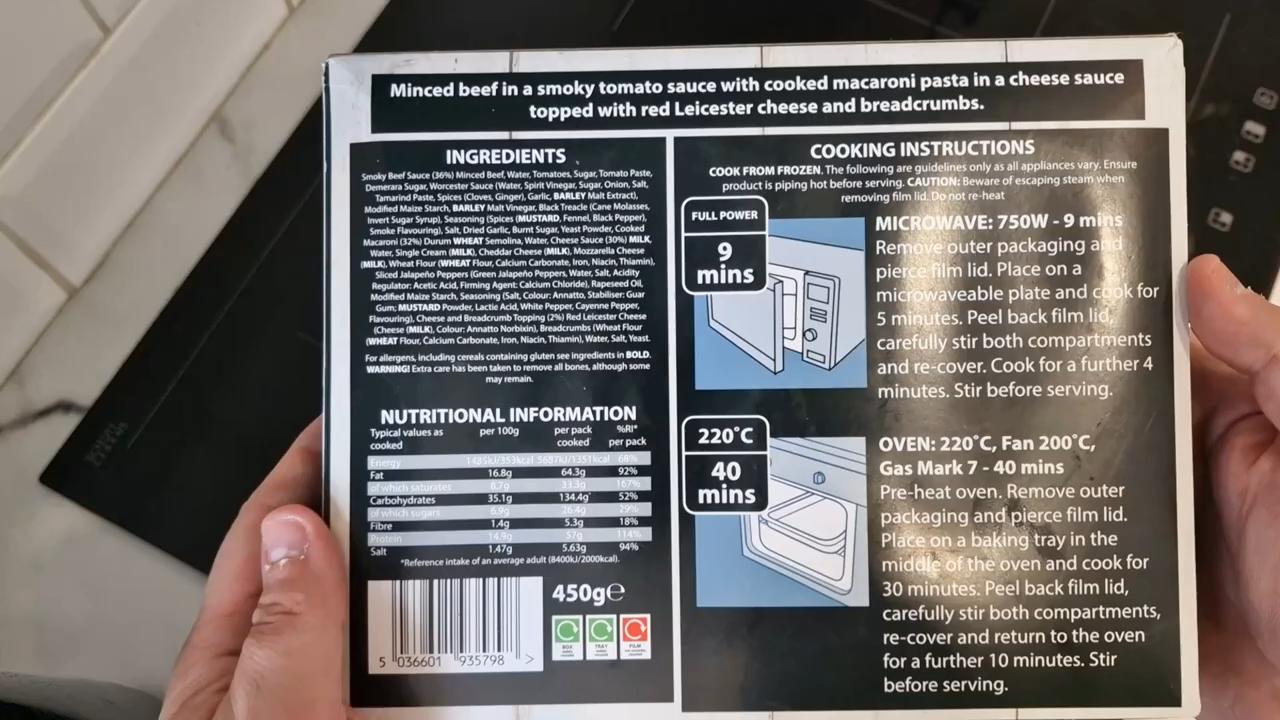 Minced beef in a smoky tomato sauce with cooked macaroni pasta in a cheese sauce
topped with red Leicester cheese and breadcrumbs.
INGREDIENTS
Smoky Beef Sauce (36%) Minced Beef, Water, Tomatoes, Sugar, Tomato Paste,
Demerara Sugar, Worcester Sauce (Water, Spirit Vinegar, Sugar, Onion, Salt,
Tamarind Paste, Spices (Cloves, Ginger), Garlic, BARLEY Malt Extract),
Modified Maize Starch, BARLEY Malt Vinegar, Black Treacle (Cane Molasses,
Invert Sugar Syrup), Seasoning (Spices (MUSTARD, Fennel, Black Pepper),
Smoke Flavouring), Salt, Dried Garlic, Burnt Sugar, Yeast Powder, Cooked
Macaroni (32%) Durum WHEAT Semolina, Water, Cheese Sauce (30%) MILK,
Water, Single Cream (MILK), Cheddar Cheese (MILK), Mozzarella Cheese
(MILK), Wheat Flour (WHEAT Flour, Calcium Carbonate, Iron, Niacin, Thiamin),
Sliced Jalapeño Peppers (Green Jalapeño Peppers, Water, Salt, Acidity
Regulator: Acetic Acid, Firming Agent: Calcium Chloride), Rapeseed Oil,
Modified Maize Starch, Seasoning (Salt, Colour: Annatto, Stabiliser: Guar
Gum; MUSTARD Powder, Lactic Acid, White Pepper, Cayenne Pepper,
Flavouring), Cheese and Breadcrumb Topping (2%) Red Leicester Cheese
(Cheese (MILK), Colour: Annatto Norbixin), Breadcrumbs (Wheat Flour
(WHEAT Flour, Calcium Carbonate, Iron, Niacin, Thiamin), Water, Salt, Yeast.
For allergens, including cereals containing gluten see ingredients in BOLD.
WARNING! Extra care has been taken to remove all bones, although some
may remain.
NUTRITIONAL INFORMATION
Typical values as cooked per 100g per pack cooked %RI* per pack
Energy 1485kJ/353kcal 5687kJ/1351kcal 68%
Fat 16.8g 64.3g 92%
of which saturates 8.7g 33.3g 167%
Carbohydrates 35.1g 134.4g 52%
of which sugars 6.9g 26.4g 29%
Fibre 1.4g 5.3g 18%
Protein 14.9g 57g 114%
Salt 1.47g 5.63g 94%
*Reference intake of an average adult (8400kJ/2000kcal).
5 036601 935798 >
450g℮
BOX
TRAY
FILM
COOKING INSTRUCTIONS
COOK FROM FROZEN. The following are guidelines only as all appliances vary. Ensure
product is piping hot before serving. CAUTION: Beware of escaping steam when
removing film lid. Do not re-heat
FULL POWER
9
mins
MICROWAVE: 750W - 9 mins
Remove outer packaging and
pierce film lid. Place on a
microwaveable plate and cook for
5 minutes. Peel back film lid,
carefully stir both compartments
and re-cover. Cook for a further 4
minutes. Stir before serving.
220˚C
40
mins
OVEN: 220˚C, Fan 200˚C,
Gas Mark 7 - 40 mins
Pre-heat oven. Remove outer
packaging and pierce film lid.
Place on a baking tray in the
middle of the oven and cook for
30 minutes. Peel back film lid,
carefully stir both compartments,
re-cover and return to the oven
for a further 10 minutes. Stir
before serving.